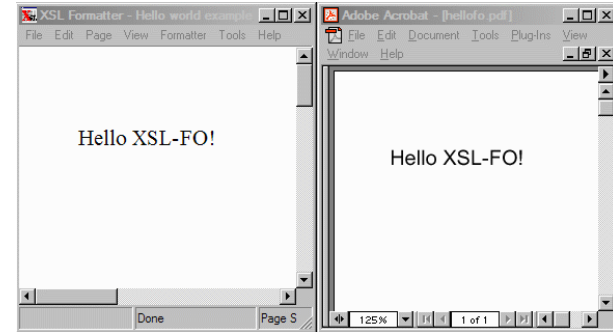 XSL Formatter - Hello world example
File Edit Page View Formatter Tools Help
Hello XSL-FO!
Done
Page S
Adobe Acrobat - [hellofo.pdf]
File Edit Document Tools Plug-Ins View
Window Help
Hello XSL-FO!
125%
1 of 1